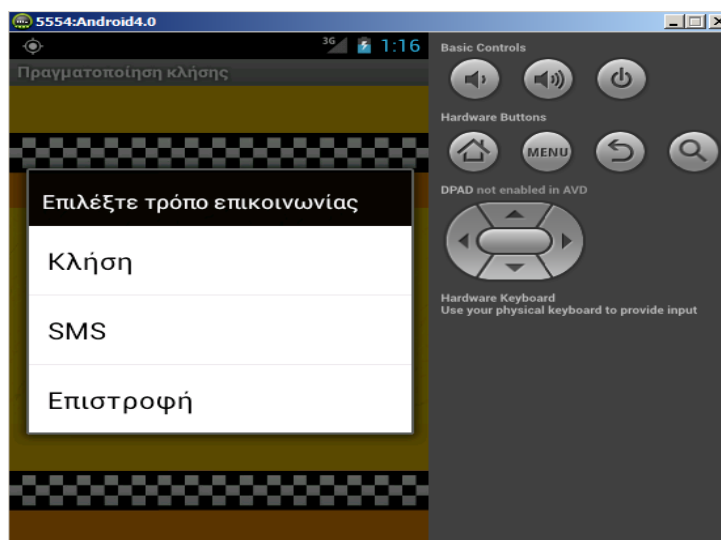 5554:Android4.0
3G 1:16
Πραγματοποίηση κλήσης
Επιλέξτε τρόπο επικοινωνίας
Κλήση
SMS
Επιστροφή
Basic Controls
Hardware Buttons
MENU
DPAD not enabled in AVD
Hardware Keyboard
Use your physical keyboard to provide input